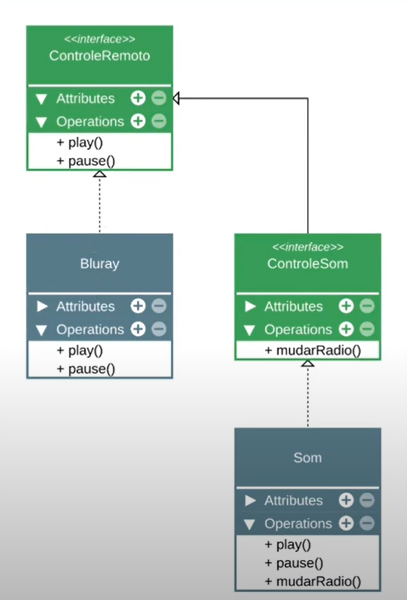 <<interface>>
ControleRemoto
Attributes
Operations
+ play()
+ pause()
Bluray
Attributes
Operations
+ play()
+ pause()
<<interface>>
ControleSom
Attributes
Operations
+ mudarRadio()
Som
Attributes
Operations
+ play()
+ pause()
+ mudarRadio()